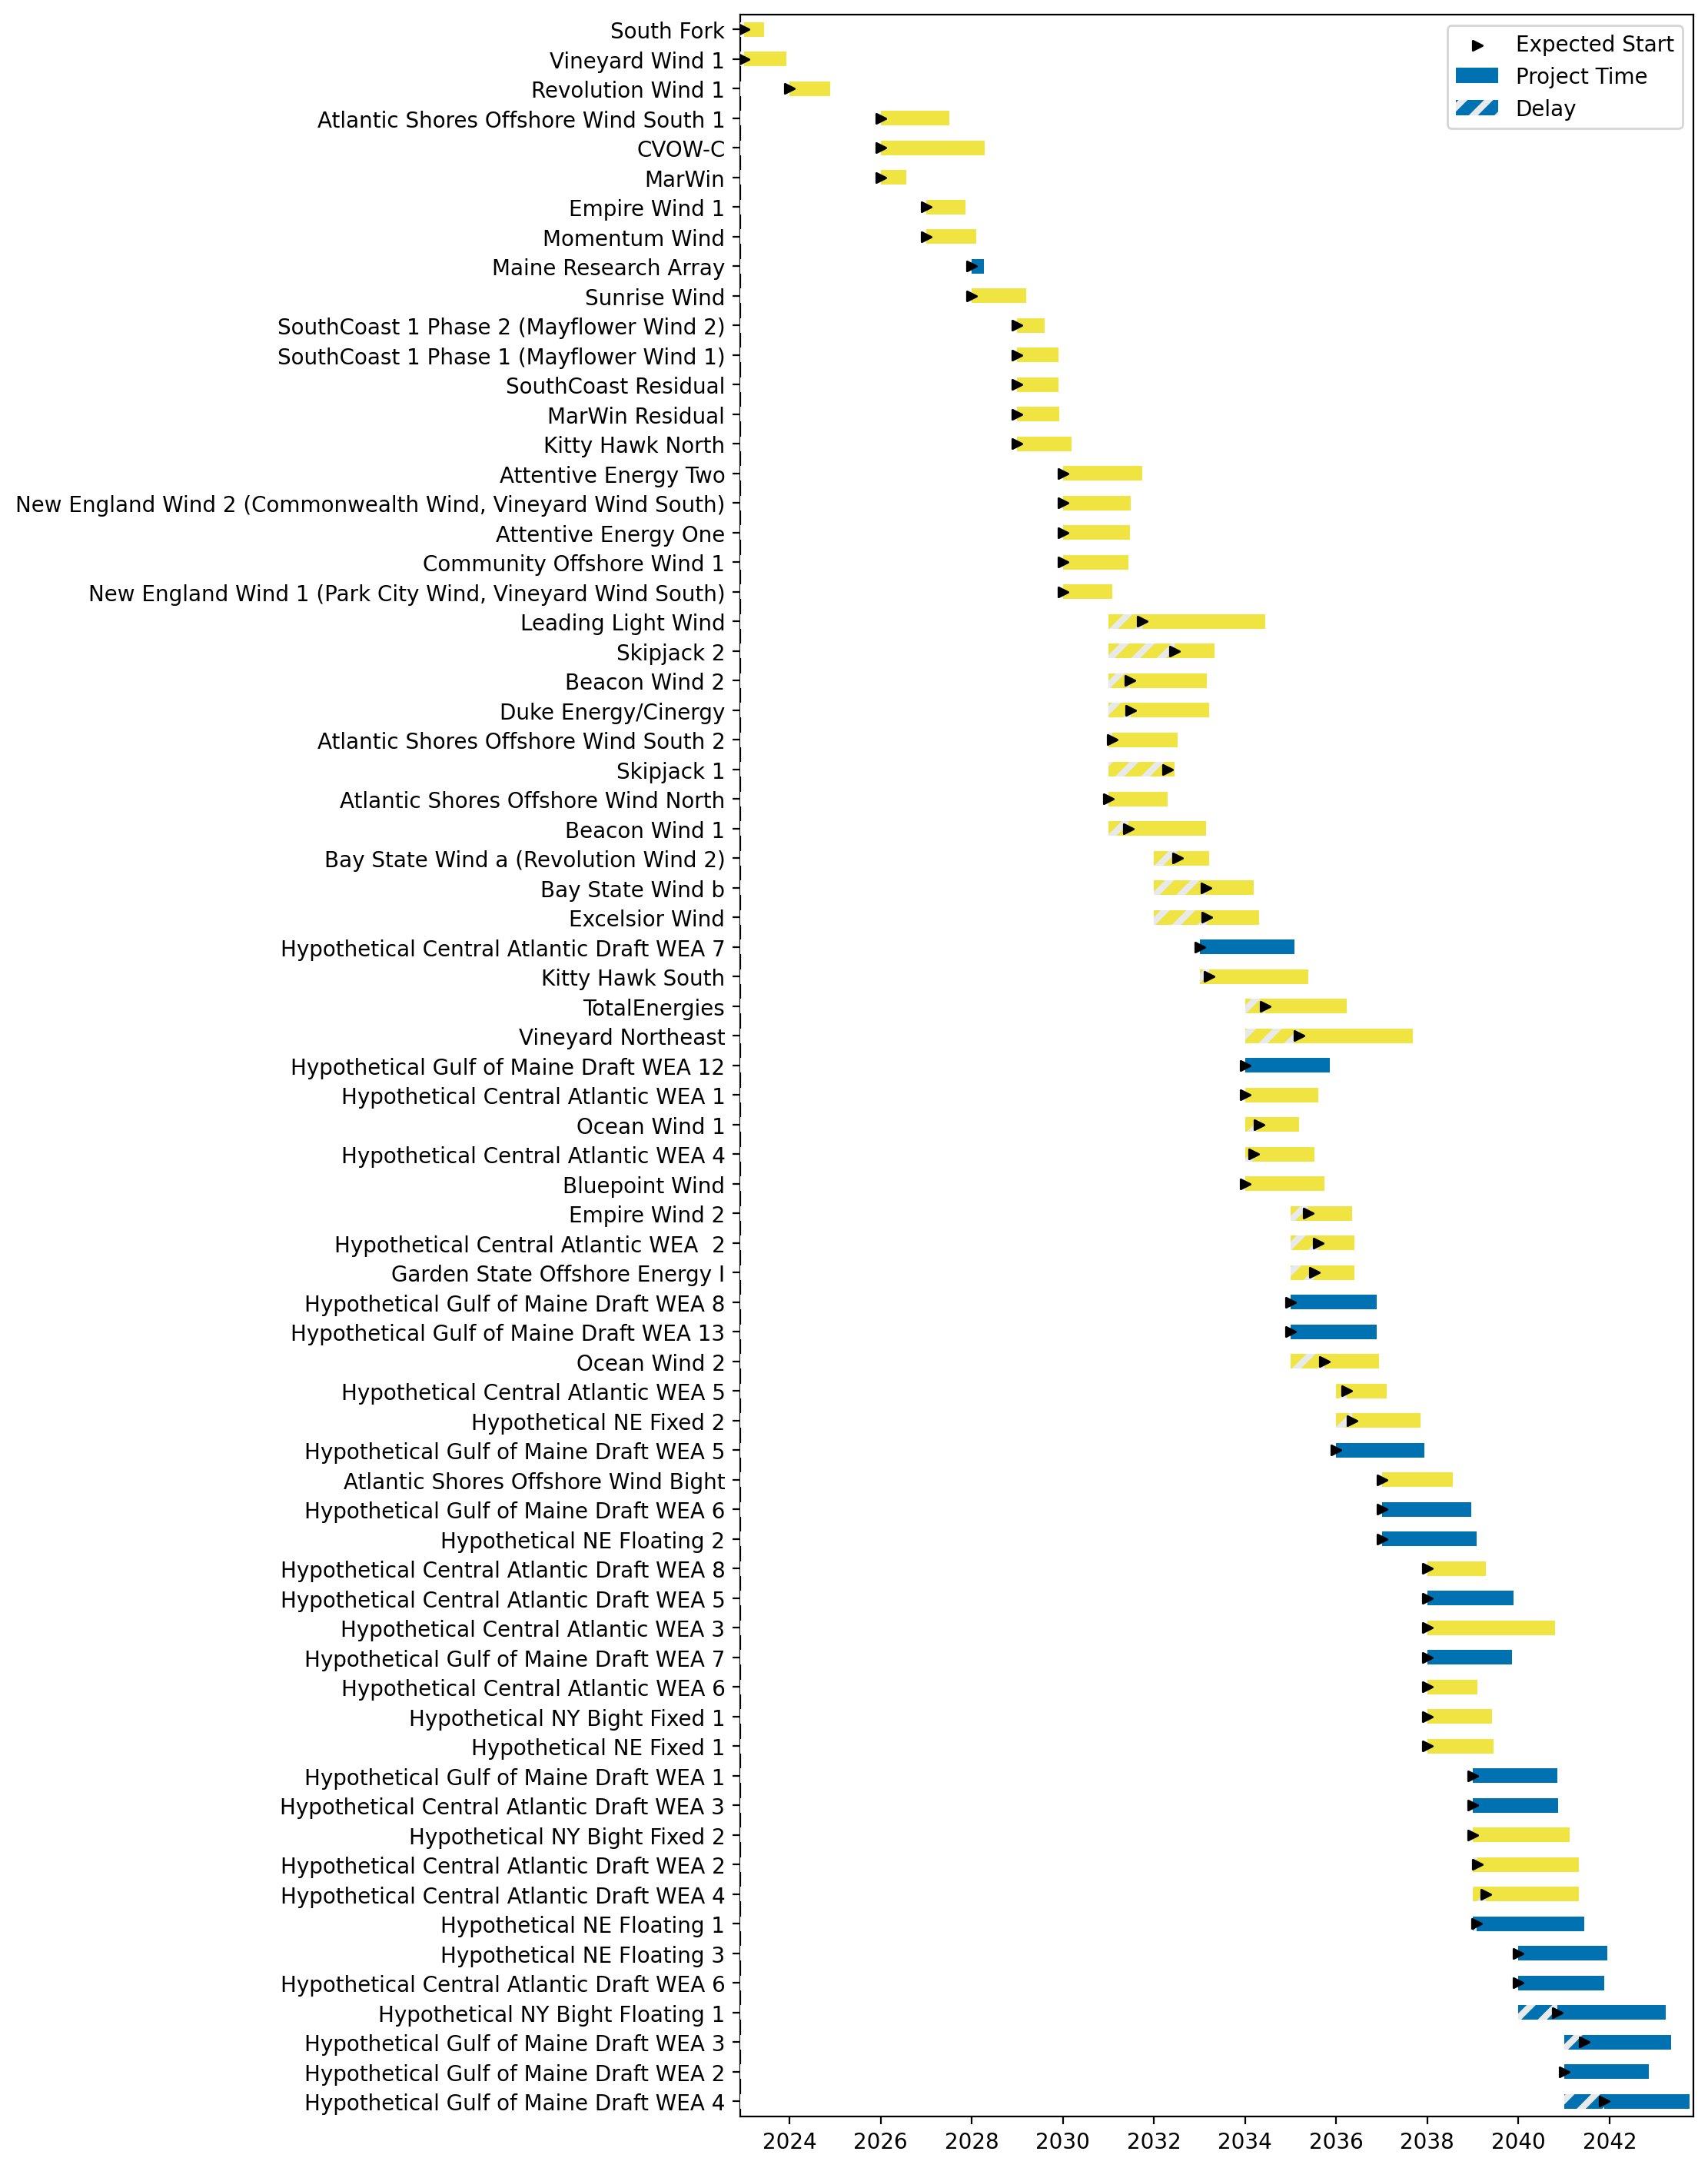 South Fork
Vineyard Wind 1
Revolution Wind 1
Atlantic Shores Offshore Wind South 1
CVOW-C
MarWin
Empire Wind 1
Momentum Wind
Maine Research Array
Sunrise Wind
SouthCoast 1 Phase 2 (Mayflower Wind 2)
SouthCoast 1 Phase 1 (Mayflower Wind 1)
SouthCoast Residual
MarWin Residual
Kitty Hawk North
Attentive Energy Two
New England Wind 2 (Commonwealth Wind, Vineyard Wind South)
Attentive Energy One
Community Offshore Wind 1
New England Wind 1 (Park City Wind, Vineyard Wind South)
Leading Light Wind
Skipjack 2
Beacon Wind 2
Duke Energy/Cinergy
Atlantic Shores Offshore Wind South 2
Skipjack 1
Atlantic Shores Offshore Wind North
Beacon Wind 1
Bay State Wind a (Revolution Wind 2)
Bay State Wind b
Excelsior Wind
Hypothetical Central Atlantic Draft WEA 7
Kitty Hawk South
TotalEnergies
Vineyard Northeast
Hypothetical Gulf of Maine Draft WEA 12
Hypothetical Central Atlantic WEA 1
Ocean Wind 1
Hypothetical Central Atlantic WEA 4
Bluepoint Wind
Empire Wind 2
Hypothetical Central Atlantic WEA  2
Garden State Offshore Energy I
Hypothetical Gulf of Maine Draft WEA 8
Hypothetical Gulf of Maine Draft WEA 13
Ocean Wind 2
Hypothetical Central Atlantic WEA 5
Hypothetical NE Fixed 2
Hypothetical Gulf of Maine Draft WEA 5
Atlantic Shores Offshore Wind Bight
Hypothetical Gulf of Maine Draft WEA 6
Hypothetical NE Floating 2
Hypothetical Central Atlantic Draft WEA 8
Hypothetical Central Atlantic Draft WEA 5
Hypothetical Central Atlantic WEA 3
Hypothetical Gulf of Maine Draft WEA 7
Hypothetical Central Atlantic WEA 6
Hypothetical NY Bight Fixed 1
Hypothetical NE Fixed 1
Hypothetical Gulf of Maine Draft WEA 1
Hypothetical Central Atlantic Draft WEA 3
Hypothetical NY Bight Fixed 2
Hypothetical Central Atlantic Draft WEA 2
Hypothetical Central Atlantic Draft WEA 4
Hypothetical NE Floating 1
Hypothetical NE Floating 3
Hypothetical Central Atlantic Draft WEA 6
Hypothetical NY Bight Floating 1
Hypothetical Gulf of Maine Draft WEA 3
Hypothetical Gulf of Maine Draft WEA 2
Hypothetical Gulf of Maine Draft WEA 4
Expected Start
Project Time
Delay
2024 2026 2028 2030 2032 2034 2036 2038 2040 2042